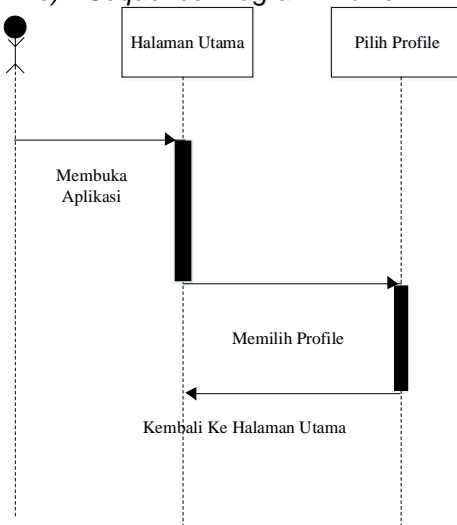 Halaman Utama
Pilih Profile
Membuka
Aplikasi
Memilih Profile
Kembali Ke Halaman Utama